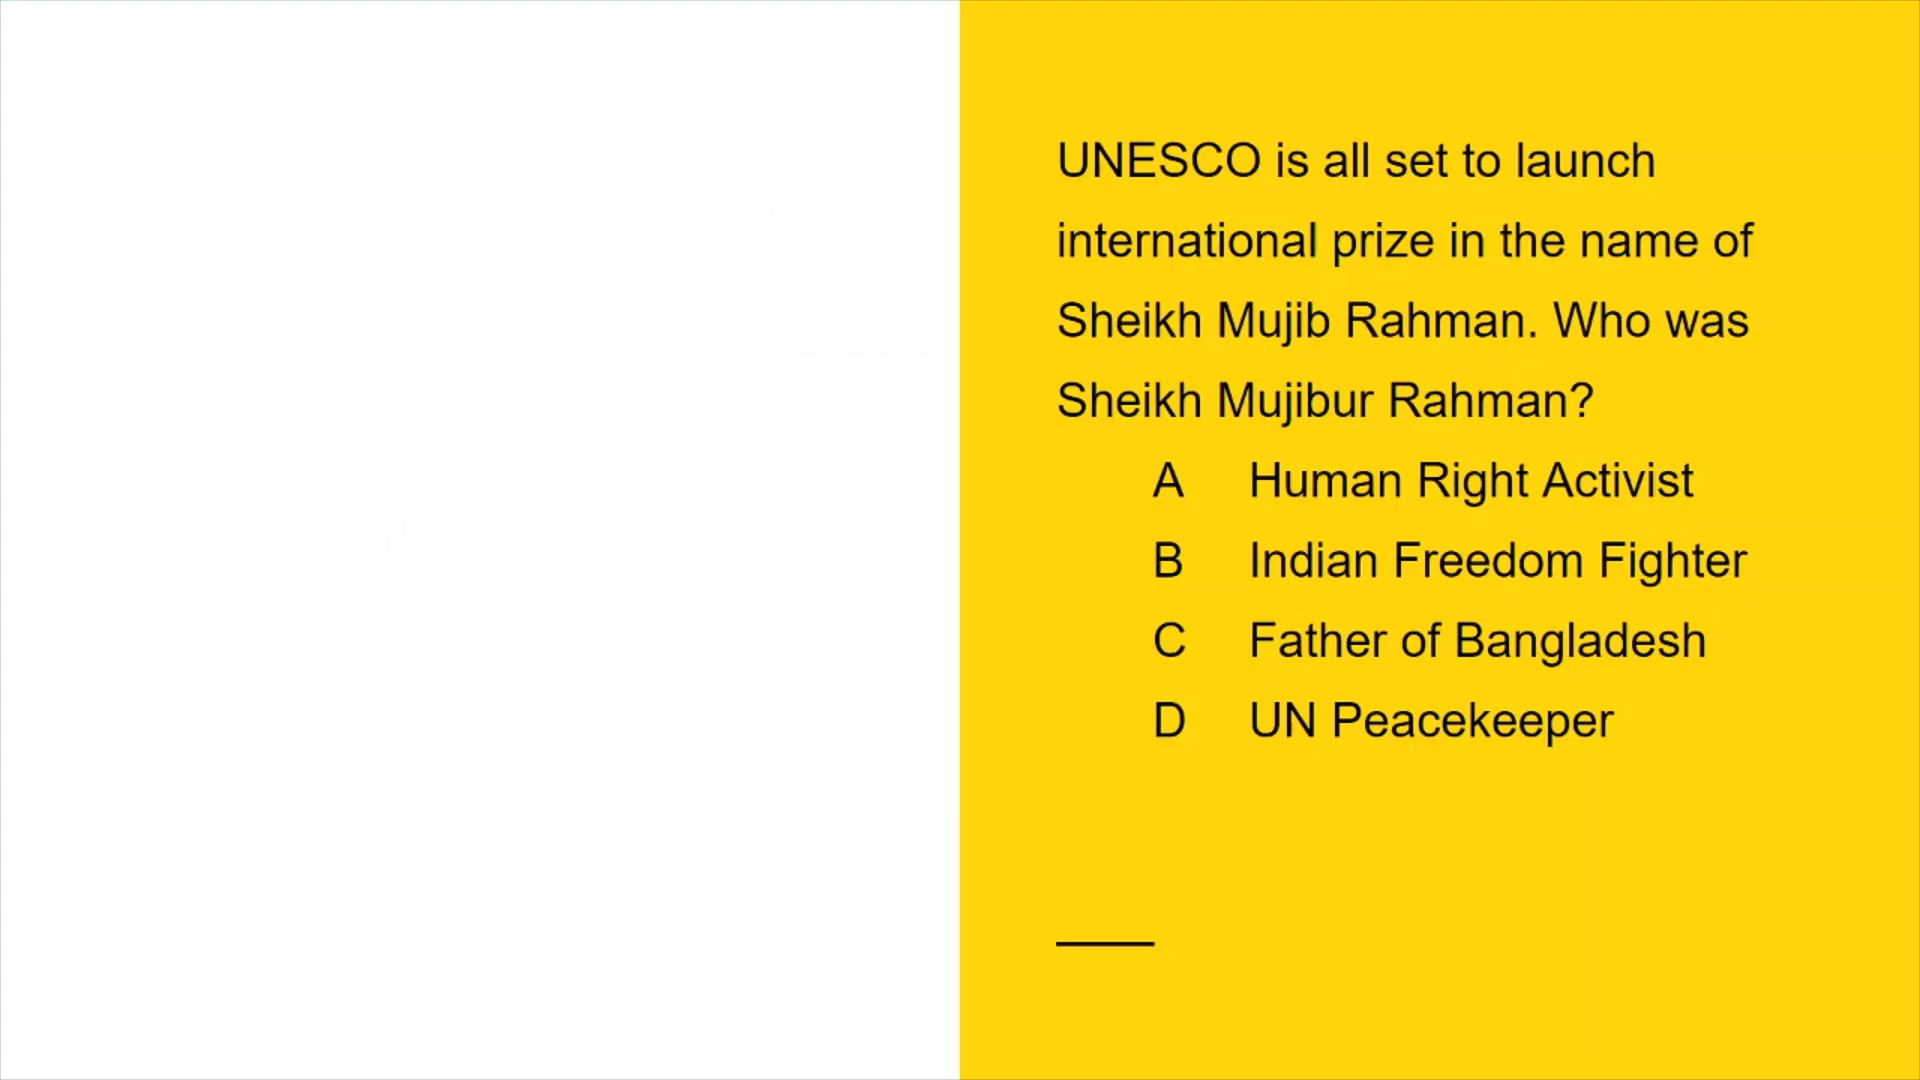 UNESCO is all set to launch
international prize in the name of
Sheikh Mujib Rahman. Who was
Sheikh Mujibur Rahman?
A Human Right Activist
B Indian Freedom Fighter
C Father of Bangladesh
D UN Peacekeeper